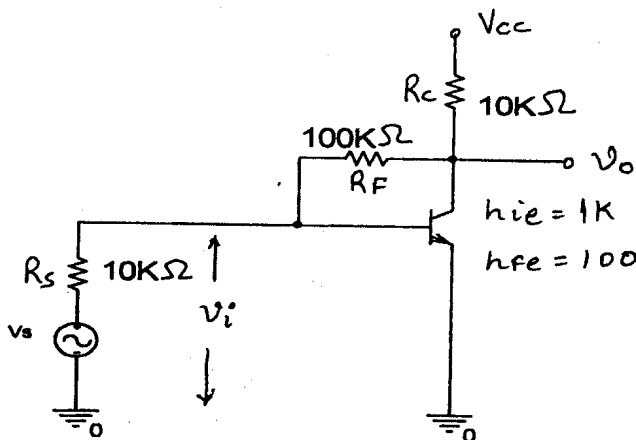 Vcc
Rc 10KΩ
100KΩ
RF
vo
hie = 1K
hfe = 100
Rs 10KΩ
vi
Vs
0
0